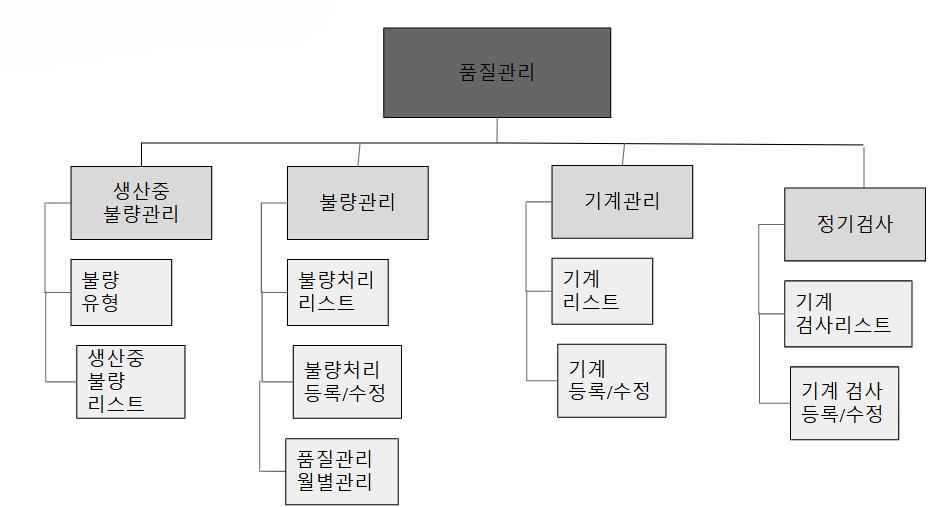 품질관리
생산중
불량관리
불량
유형
생산중
불량
리스트
불량관리
불량처리
리스트
불량처리
등록/수정
품질관리
월별관리
기계관리
기계
리스트
기계
등록/수정
정기검사
기계
검사리스트
기계 검사
등록/수정